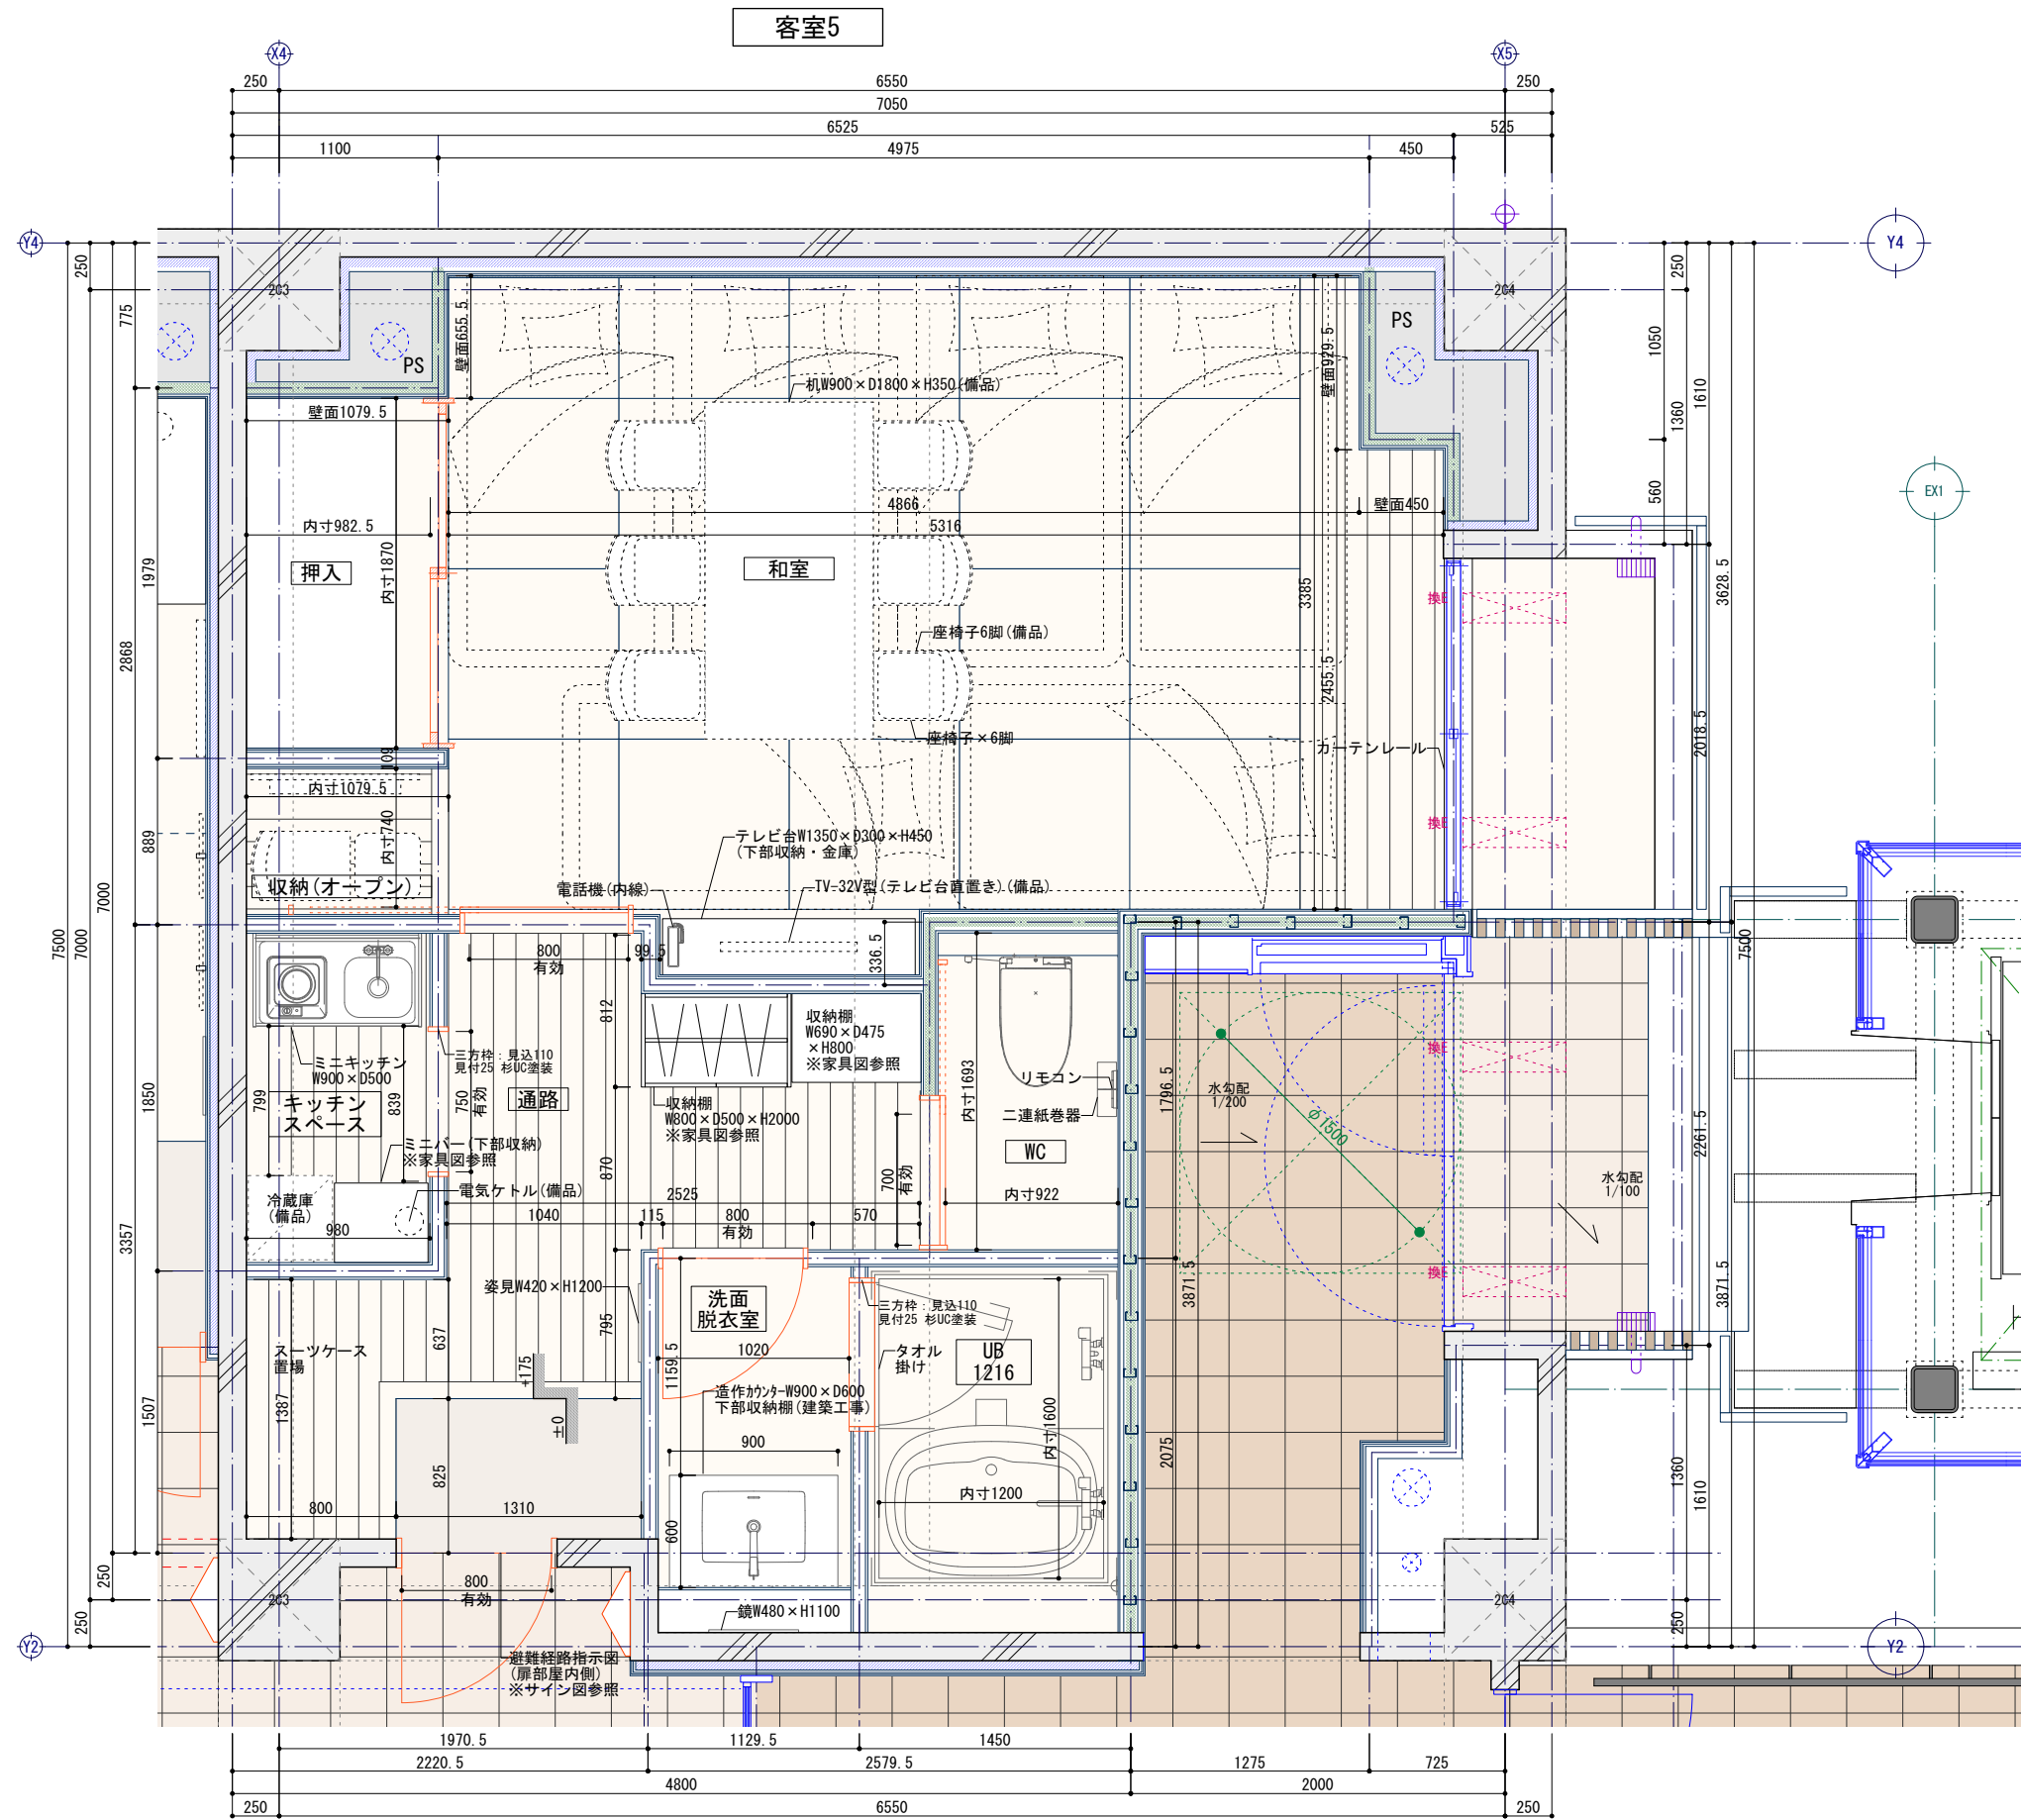 客室5
X4
X5
250
6550
250
7050
6525
525
1100
4975
450
Y4
Y4
2C3
2C4
PS
PS
250
775
壁面655.5
壁面929.5
250
1050
1610
1360
560
机W900×D1800×H350(備品)
壁面1079.5
EX1
4866
壁面450
5316
内寸982.5
押入
内寸1870
和室
1979
3385
換E
3628.5
座椅子6脚(備品)
2868
2455.5
座椅子×6脚
カーテンレール
2018.5
109
内寸1079.5
889
内寸740
テレビ台W1350×D300×H450
(下部収納・金庫)
換E
収納(オープン)
電話機(内線)
TV-32V型(テレビ台直置き)(備品)
7500
7000
7000
800
有効
99.5
336.5
7500
812
収納棚
W690×D475
×H800
※家具図参照
三方枠:見込110
見付25 杉UC塗装
ミニキッチン
W900×D500
799
キッチン
スペース
839
750
有効
通路
収納棚
W800×D500×H2000
※家具図参照
内寸1693
リモコン
二連紙巻器
WC
1796.5
水勾配
1/200
φ1500
換E
1850
ミニバー(下部収納)
※家具図参照
870
700
有効
2261.5
電気ケトル(備品)
冷蔵庫
(備品)
980
2525
1040
115
800
有効
570
内寸922
水勾配
1/100
3357
姿見W420×H1200
洗面
脱衣室
三方枠:見込110
見付25 杉UC塗装
3871.5
換E
3871.5
637
795
1159.5
1020
タオル
掛け
UB
1216
スーツケース
置場
+175
±0
1387
造作カウンターW900×D600
下部収納棚(建築工事)
1507
825
900
内寸1600
2075
1360
1610
内寸1200
800
1310
600
250
800
有効
2C3
2C4
250
250
鏡W480×H1100
Y2
Y2
避難経路指示図
(扉部屋内側)
※サイン図参照
1970.5
1129.5
1450
2220.5
2579.5
1275
725
4800
2000
250
6550
250